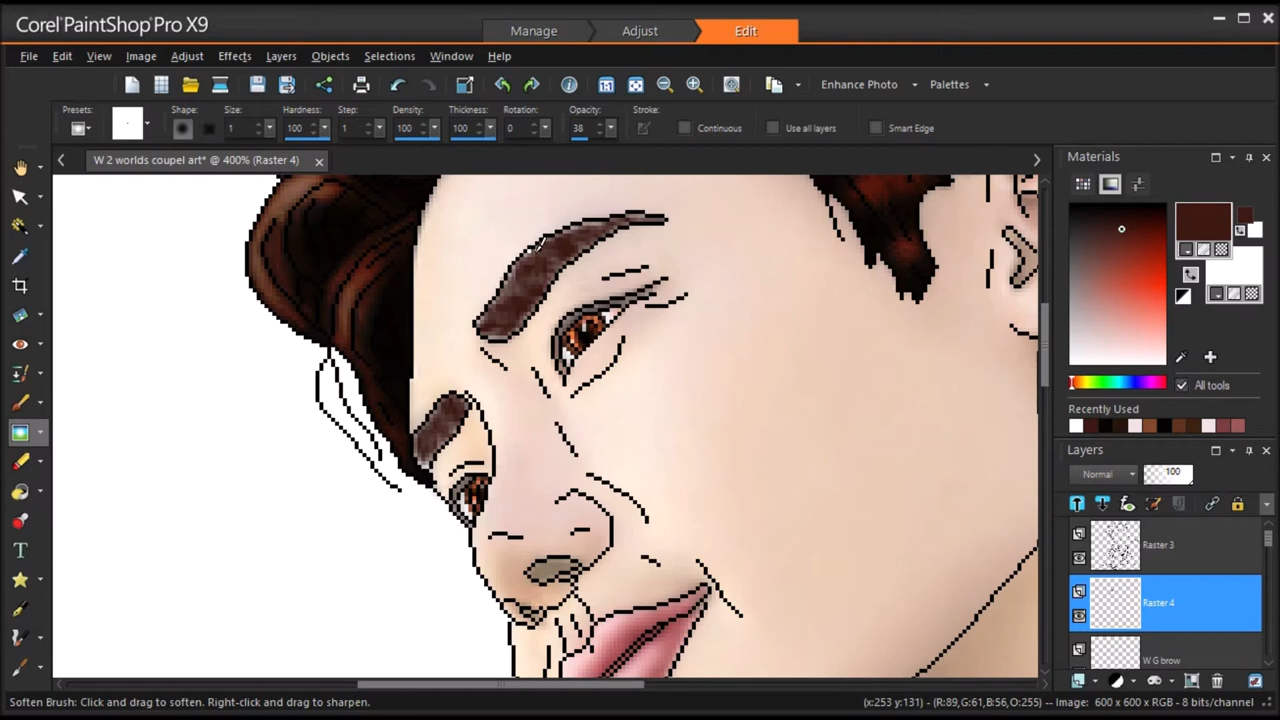 Corel PaintShop Pro X9
Manage Adjust Edit
File Edit View Image Adjust Effects Layers Objects Selections Window Help
Enhance Photo Palettes
Presets: Shape: Size: Hardness: Step: Density: Thickness: Rotation: Opacity: Stroke:
1 100 1 100 100 0 38 Continuous Use all layers Smart Edge
W 2 worlds coupel art* @ 400% (Raster 4)
Materials
All tools
Recently Used
Layers
Normal 100
Raster 3
Raster 4
W G brow
Soften Brush: Click and drag to soften. Right-click and drag to sharpen.
(x:253 y:131) - (R:89,G:61,B:56,O:255) -- Image: 600 x 600 x RGB - 8 bits/channel